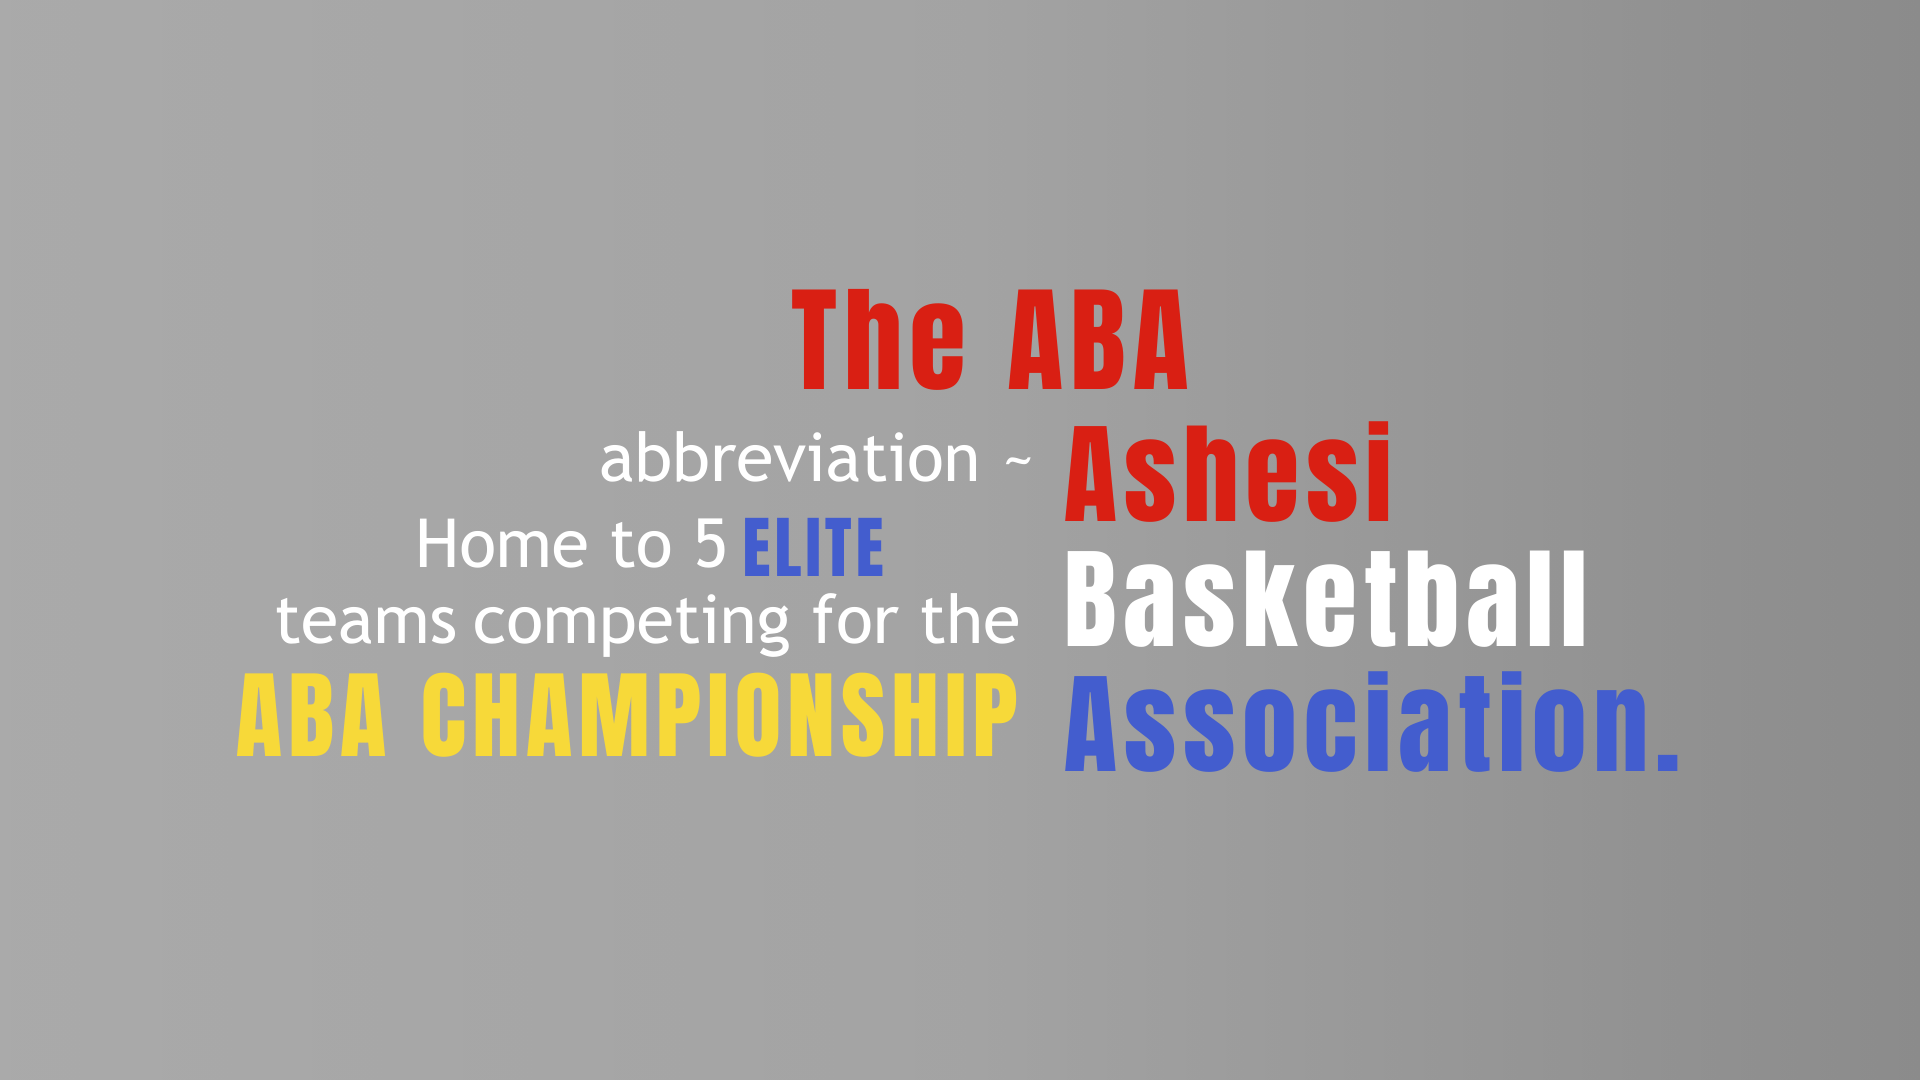 The ABA
abbreviation ~ Ashesi
Basketball
Association.
Home to 5 ELITE
teams competing for the
ABA CHAMPIONSHIP